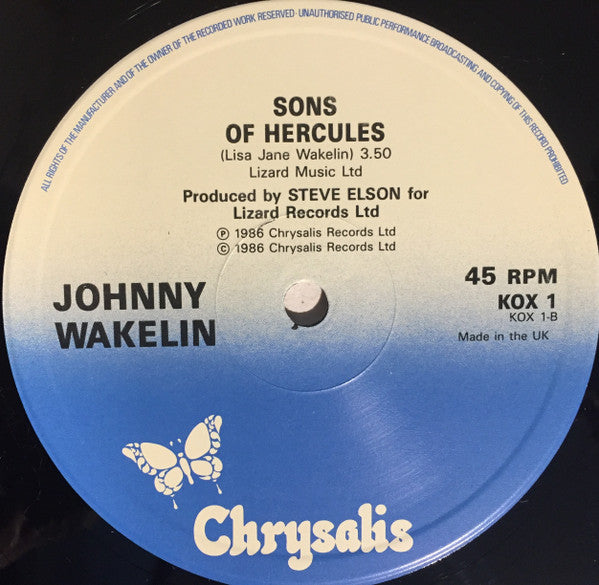 ALL RIGHTS OF THE MANUFACTURER AND OF THE OWNER OF THE RECORDED WORK RESERVED · UNAUTHORISED PUBLIC PERFORMANCE BROADCASTING AND COPYING OF THIS RECORD PROHIBITED
SONS
OF HERCULES
(Lisa Jane Wakelin) 3.50
Lizard Music Ltd
Produced by STEVE ELSON for
Lizard Records Ltd
℗ 1986 Chrysalis Records Ltd
© 1986 Chrysalis Records Ltd
JOHNNY
WAKELIN
45 RPM
KOX 1
KOX 1-B
Made in the UK
Chrysalis